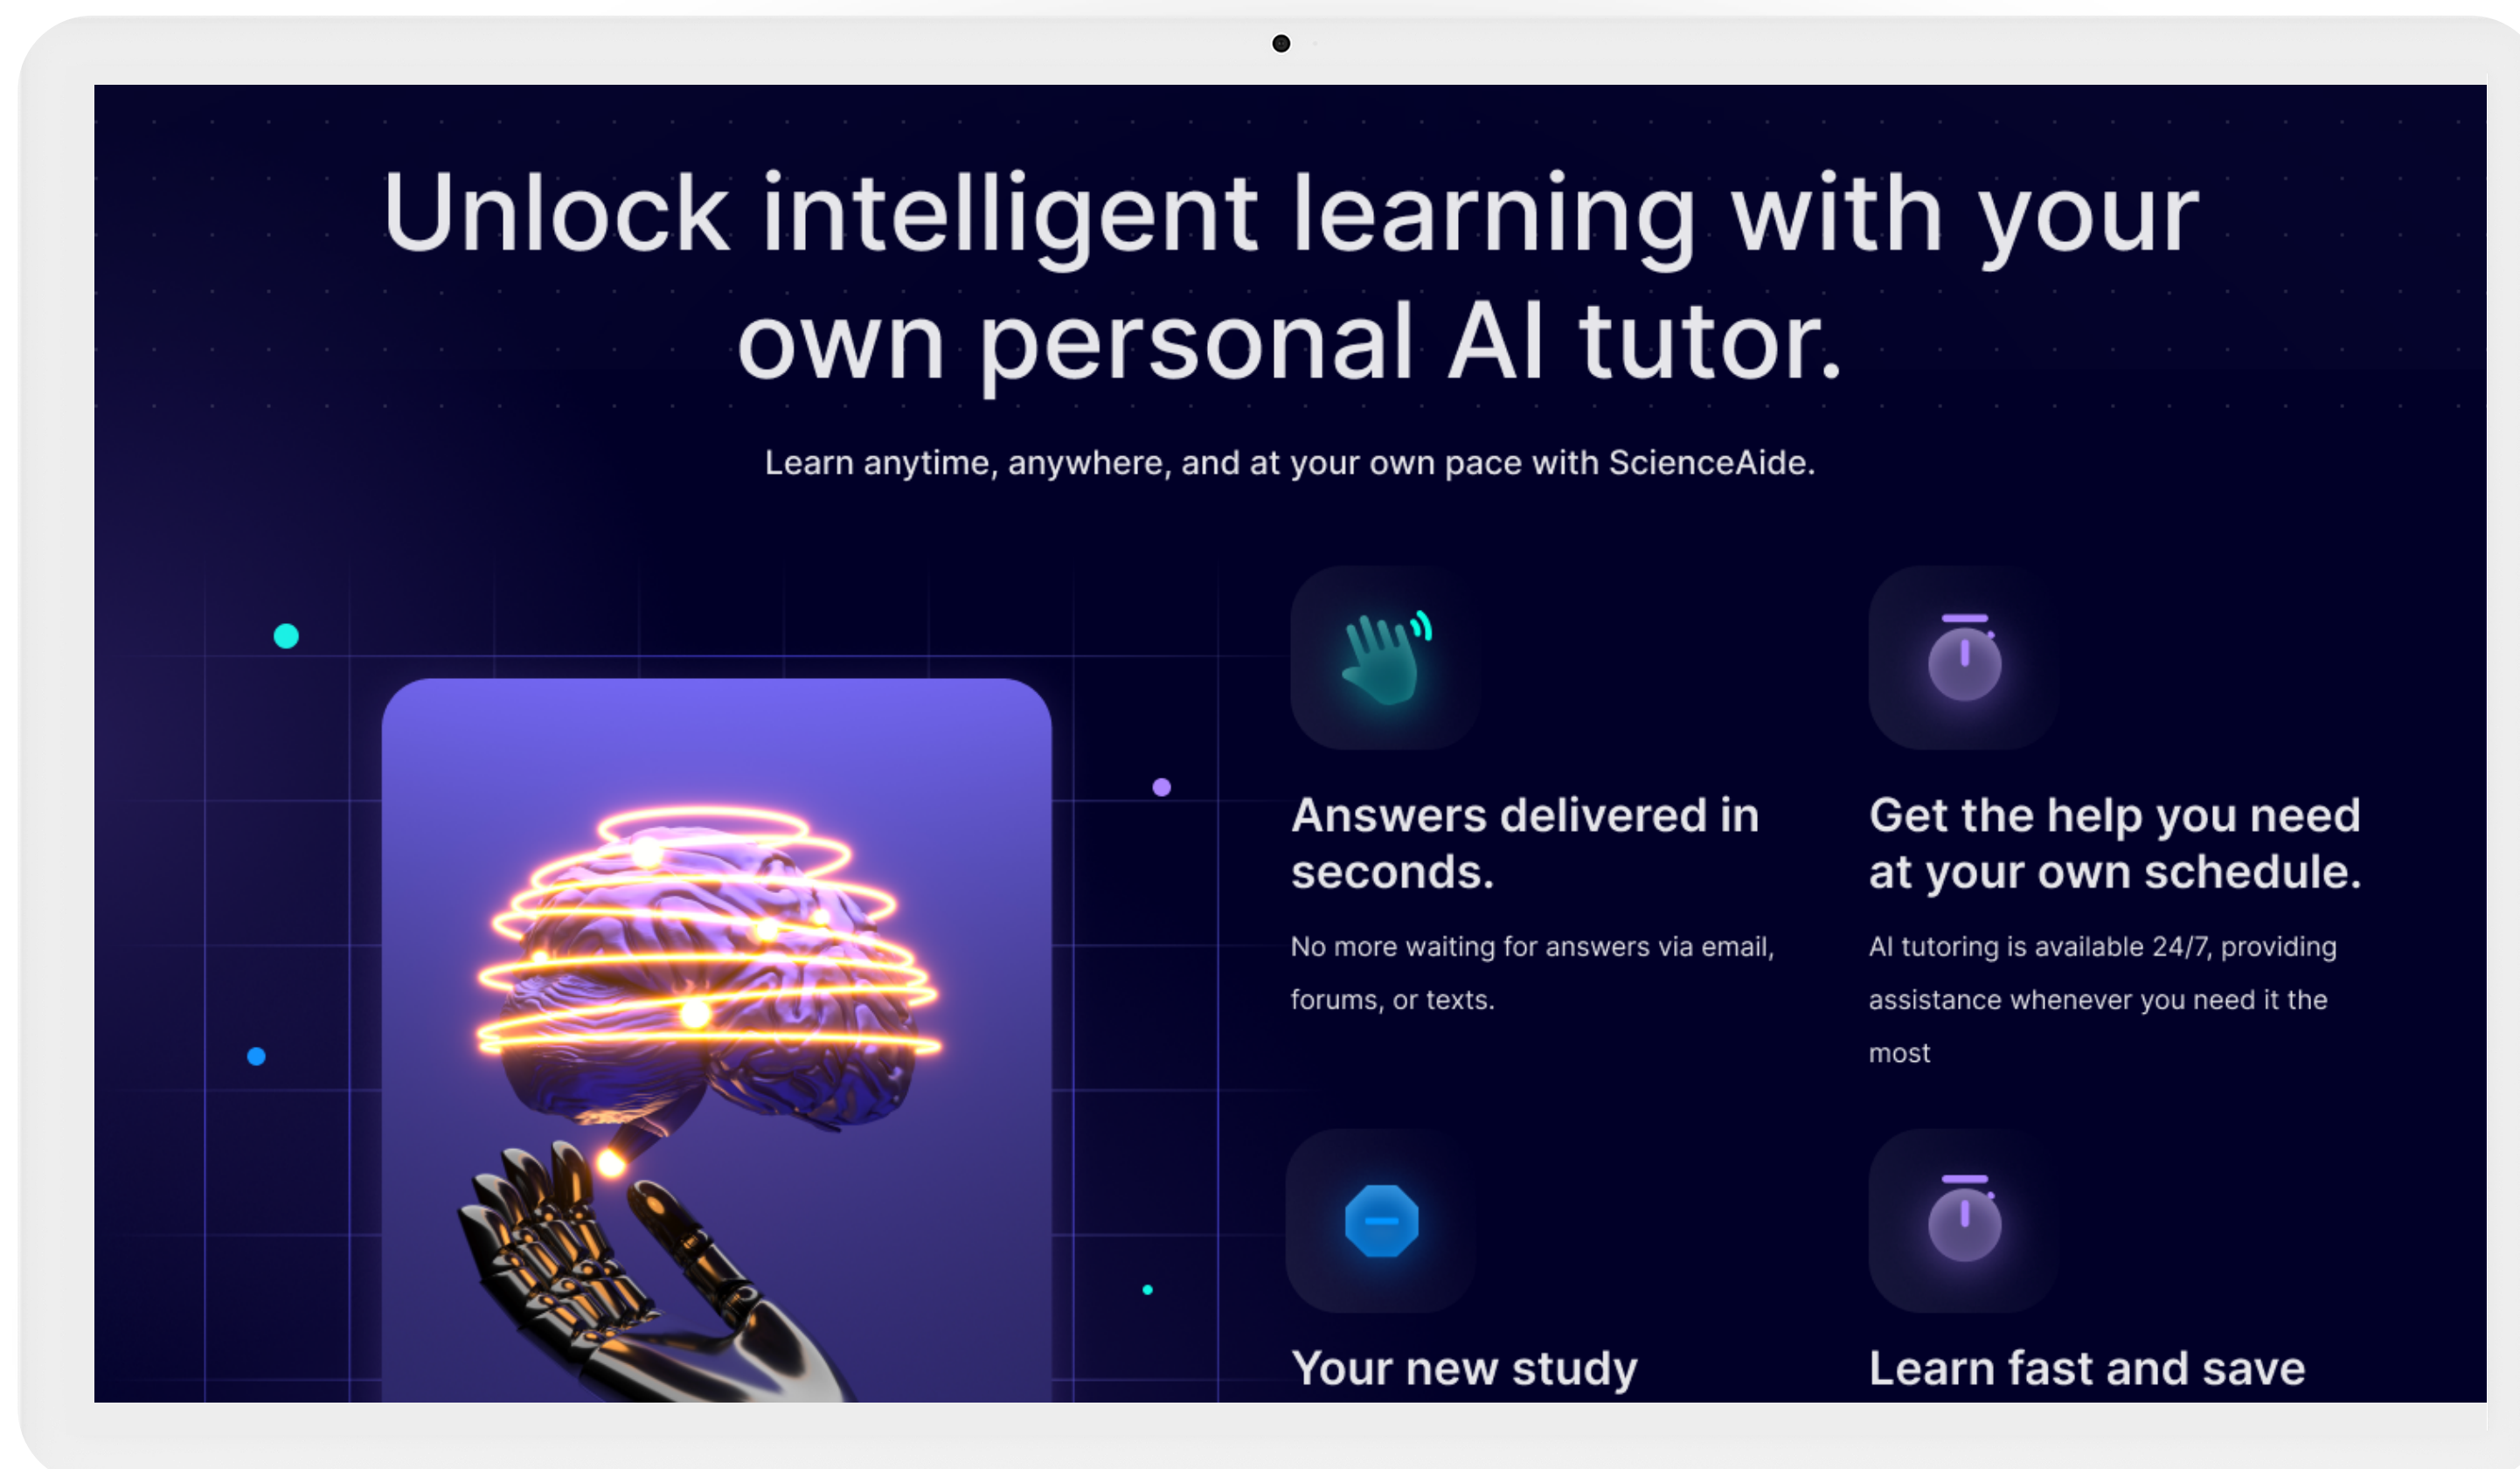 Unlock intelligent learning with your
own personal AI tutor.
Learn anytime, anywhere, and at your own pace with ScienceAide.
Answers delivered in
seconds.
No more waiting for answers via email,
forums, or texts.
Get the help you need
at your own schedule.
AI tutoring is available 24/7, providing
assistance whenever you need it the
most
Your new study
Learn fast and save